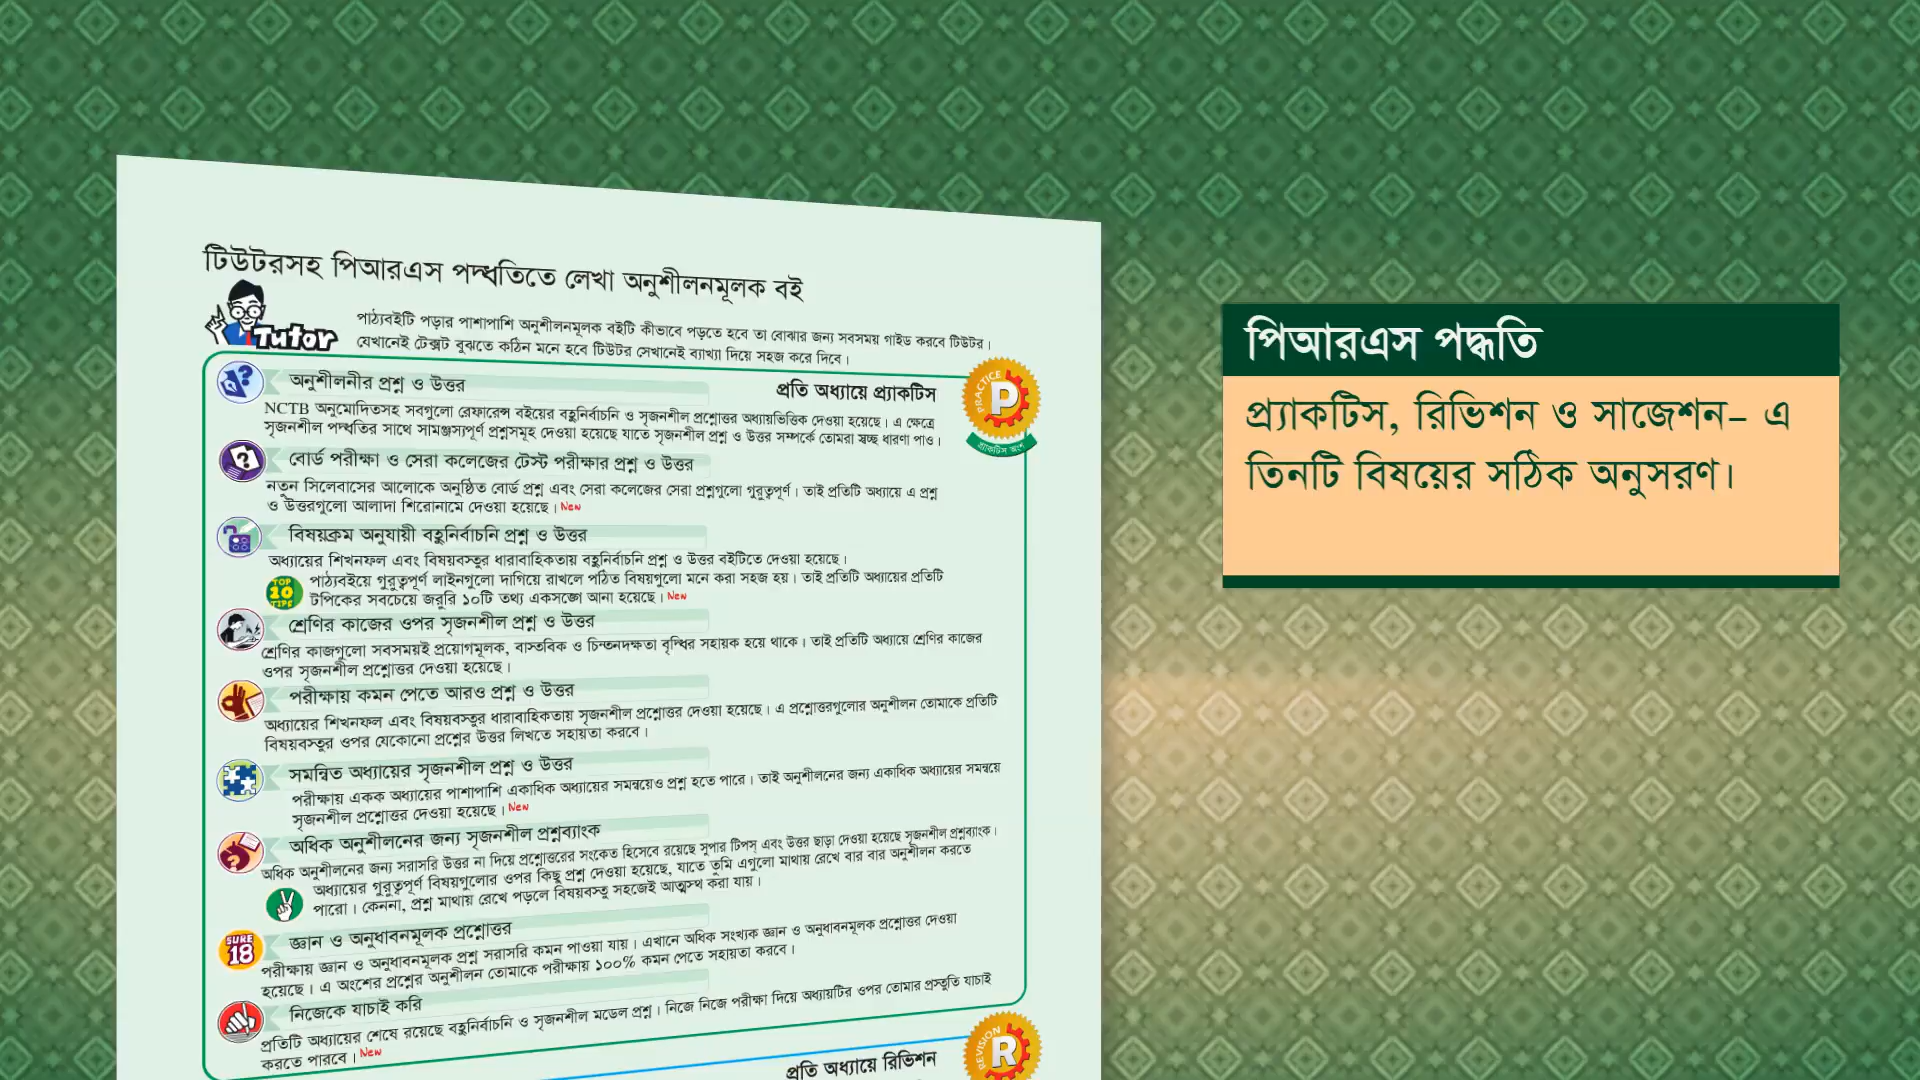 টিউটরসহ পিআরএস পদ্ধতিতে লেখা অনুশীলনমূলক বই
Tutor
পাঠ্যবইটি পড়ার পাশাপাশি অনুশীলনমূলক বইটি কীভাবে পড়তে হবে তা বোঝার জন্য সবসময় গাইড করবে টিউটর।
যেখানেই টেক্সট বুঝতে কঠিন মনে হবে টিউটর সেখানেই ব্যাখ্যা দিয়ে সহজ করে দিবে।
অনুশীলনীর প্রশ্ন ও উত্তর
প্রতি অধ্যায়ে প্র্যাকটিস
PRACTICE
P
প্র্যাকটিস অংশ
NCTB অনুমোদিতসহ সবগুলো রেফারেন্স বইয়ের বহুনির্বাচনি ও সৃজনশীল প্রশ্নোত্তর অধ্যায়ভিত্তিক দেওয়া হয়েছে। এ ক্ষেত্রে
সৃজনশীল পদ্ধতির সাথে সামঞ্জস্যপূর্ণ প্রশ্নসমূহ দেওয়া হয়েছে যাতে সৃজনশীল প্রশ্ন ও উত্তর সম্পর্কে তোমরা স্বচ্ছ ধারণা পাও।
বোর্ড পরীক্ষা ও সেরা কলেজের টেস্ট পরীক্ষার প্রশ্ন ও উত্তর
নতুন সিলেবাসের আলোকে অনুষ্ঠিত বোর্ড প্রশ্ন এবং সেরা কলেজের সেরা প্রশ্নগুলো গুরুত্বপূর্ণ। তাই প্রতিটি অধ্যায়ে এ প্রশ্ন
ও উত্তরগুলো আলাদা শিরোনামে দেওয়া হয়েছে। New
বিষয়ক্রম অনুযায়ী বহুনির্বাচনি প্রশ্ন ও উত্তর
অধ্যায়ের শিখনফল এবং বিষয়বস্তুর ধারাবাহিকতায় বহুনির্বাচনি প্রশ্ন ও উত্তর বইটিতে দেওয়া হয়েছে।
TOP
10
TIPS
পাঠ্যবইয়ে গুরুত্বপূর্ণ লাইনগুলো দাগিয়ে রাখলে পঠিত বিষয়গুলো মনে করা সহজ হয়। তাই প্রতিটি অধ্যায়ের প্রতিটি
টপিকের সবচেয়ে জরুরি ১০টি তথ্য একসঙ্গে আনা হয়েছে। New
শ্রেণির কাজের ওপর সৃজনশীল প্রশ্ন ও উত্তর
শ্রেণির কাজগুলো সবসময়ই প্রয়োগমূলক, বাস্তবিক ও চিন্তনদক্ষতা বৃদ্ধির সহায়ক হয়ে থাকে। তাই প্রতিটি অধ্যায়ে শ্রেণির কাজের
ওপর সৃজনশীল প্রশ্নোত্তর দেওয়া হয়েছে।
পরীক্ষায় কমন পেতে আরও প্রশ্ন ও উত্তর
অধ্যায়ের শিখনফল এবং বিষয়বস্তুর ধারাবাহিকতায় সৃজনশীল প্রশ্নোত্তর দেওয়া হয়েছে। এ প্রশ্নোত্তরগুলোর অনুশীলন তোমাকে প্রতিটি
বিষয়বস্তুর ওপর যেকোনো প্রশ্নের উত্তর লিখতে সহায়তা করবে।
সমন্বিত অধ্যায়ের সৃজনশীল প্রশ্ন ও উত্তর
পরীক্ষায় একক অধ্যায়ের পাশাপাশি একাধিক অধ্যায়ের সমন্বয়েও প্রশ্ন হতে পারে। তাই অনুশীলনের জন্য একাধিক অধ্যায়ের সমন্বয়ে
সৃজনশীল প্রশ্নোত্তর দেওয়া হয়েছে। New
অধিক অনুশীলনের জন্য সৃজনশীল প্রশ্নব্যাংক
অধিক অনুশীলনের জন্য সরাসরি উত্তর না দিয়ে প্রশ্নোত্তরের সংকেত হিসেবে রয়েছে সুপার টিপস্ এবং উত্তর ছাড়া দেওয়া হয়েছে সৃজনশীল প্রশ্নব্যাংক।
অধ্যায়ের গুরুত্বপূর্ণ বিষয়গুলোর ওপর কিছু প্রশ্ন দেওয়া হয়েছে, যাতে তুমি এগুলো মাথায় রেখে বার বার অনুশীলন করতে
পারো। কেননা, প্রশ্ন মাথায় রেখে পড়লে বিষয়বস্তু সহজেই আত্মস্থ করা যায়।
SURE
18
জ্ঞান ও অনুধাবনমূলক প্রশ্নোত্তর
পরীক্ষায় জ্ঞান ও অনুধাবনমূলক প্রশ্ন সরাসরি কমন পাওয়া যায়। এখানে অধিক সংখ্যক জ্ঞান ও অনুধাবনমূলক প্রশ্নোত্তর দেওয়া
হয়েছে। এ অংশের প্রশ্নের অনুশীলন তোমাকে পরীক্ষায় ১০০% কমন পেতে সহায়তা করবে।
নিজেকে যাচাই করি
প্রতিটি অধ্যায়ের শেষে রয়েছে বহুনির্বাচনি ও সৃজনশীল মডেল প্রশ্ন। নিজে নিজে পরীক্ষা দিয়ে অধ্যায়টির ওপর তোমার প্রস্তুতি যাচাই
করতে পারবে। New
প্রতি অধ্যায়ে রিভিশন
REVISION
R
পিআরএস পদ্ধতি
প্র্যাকটিস, রিভিশন ও সাজেশন– এ
তিনটি বিষয়ের সঠিক অনুসরণ।